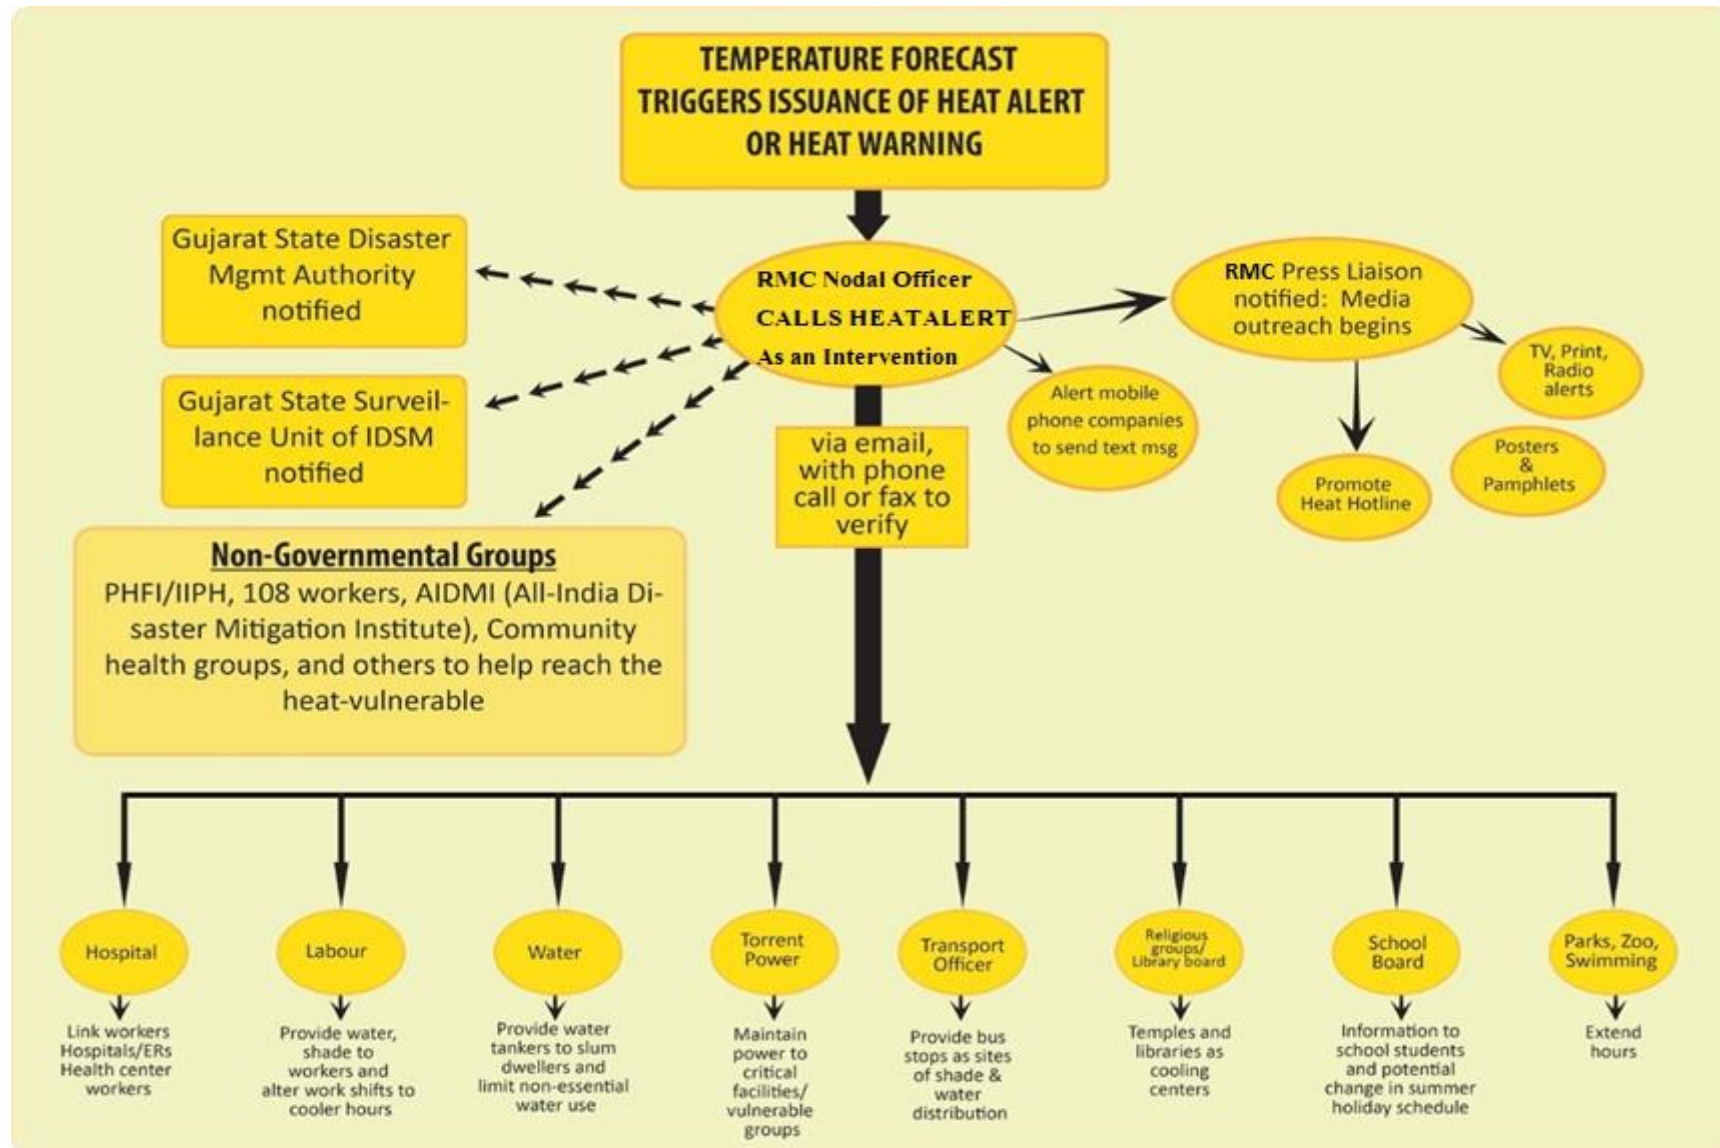 TEMPERATURE FORECAST
TRIGGERS ISSUANCE OF HEAT ALERT
OR HEAT WARNING
Gujarat State Disaster
Mgmt Authority
notified
RMC Nodal Officer
CALLS HEATALERT
As an Intervention
RMC Press Liaison
notified: Media
outreach begins
TV, Print,
Radio
alerts
Gujarat State Surveil-
lance Unit of IDSM
notified
Alert mobile
phone companies
to send text msg
via email,
with phone
call or fax to
verify
Posters
&
Pamphlets
Promote
Heat Hotline
Non-Governmental Groups
PHFI/IIPH, 108 workers, AIDMI (All-India Di-
saster Mitigation Institute), Community
health groups, and others to help reach the
heat-vulnerable
Hospital
Labour
Water
Torrent
Power
Transport
Officer
Religious
groups/
Library board
School
Board
Parks, Zoo,
Swimming
Link workers
Hospitals/ERs
Health center
workers
Provide water,
shade to
workers and
alter work shifts to
cooler hours
Provide water
tankers to slum
dwellers and
limit non-essential
water use
Maintain
power to
critical
facilities/
vulnerable
groups
Provide bus
stops as sites
of shade &
water
distribution
Temples and
libraries as
cooling
centers
Information to
school students
and potential
change in summer
holiday schedule
Extend
hours